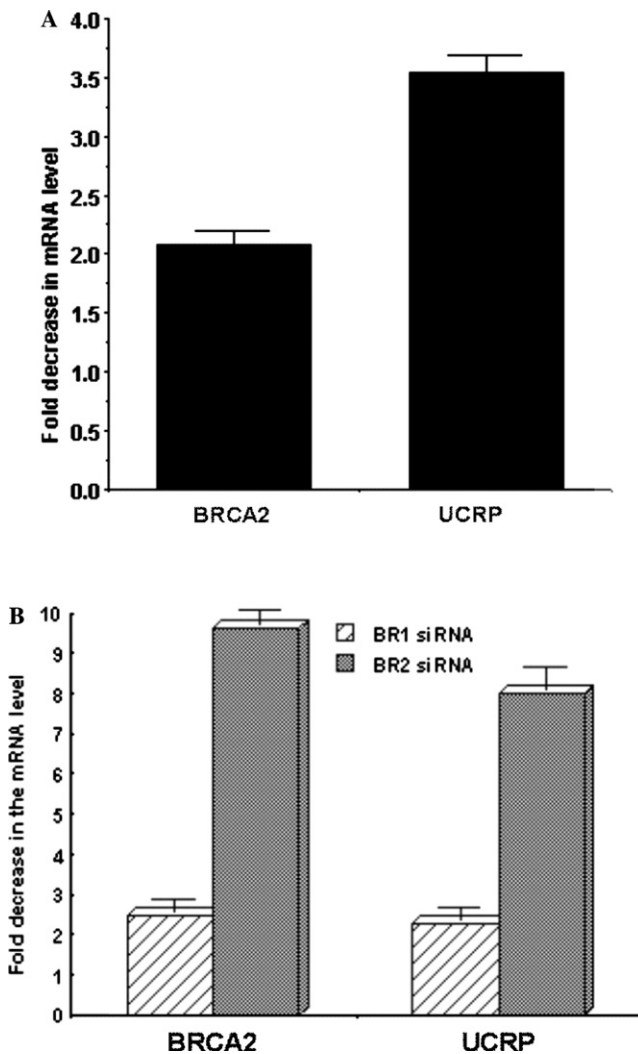 A
Fold decrease in mRNA level
4.0
3.5
3.0
2.5
2.0
1.5
1.0
0.5
0.0
BRCA2 UCRP
B
Fold decrease in the mRNA level
10
9
8
7
6
5
4
3
2
1
0
BR1 siRNA
BR2 siRNA
BRCA2 UCRP